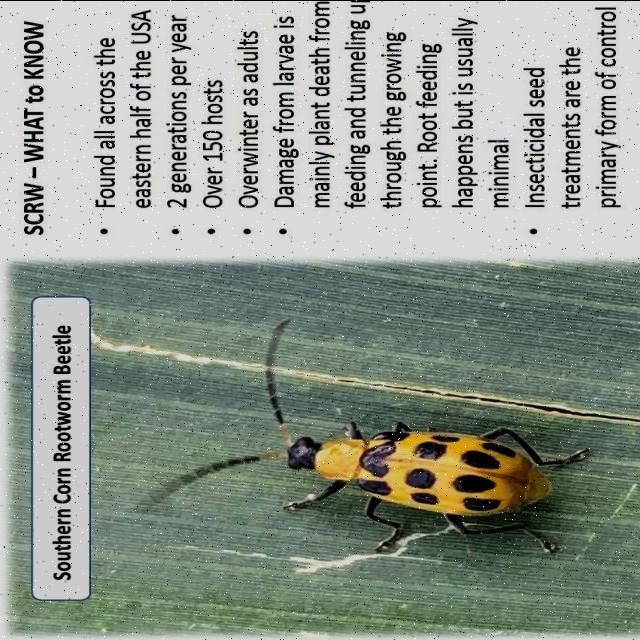 Southern Corn Rootworm Beetle
SCRW – WHAT to KNOW
• Found all across the
eastern half of the USA
• 2 generations per year
• Over 150 hosts
• Overwinter as adults
• Damage from larvae is
mainly plant death from
feeding and tunneling
through the growing
point. Root feeding
happens but is usually
minimal
• Insecticidal seed
treatments are the
primary form of control